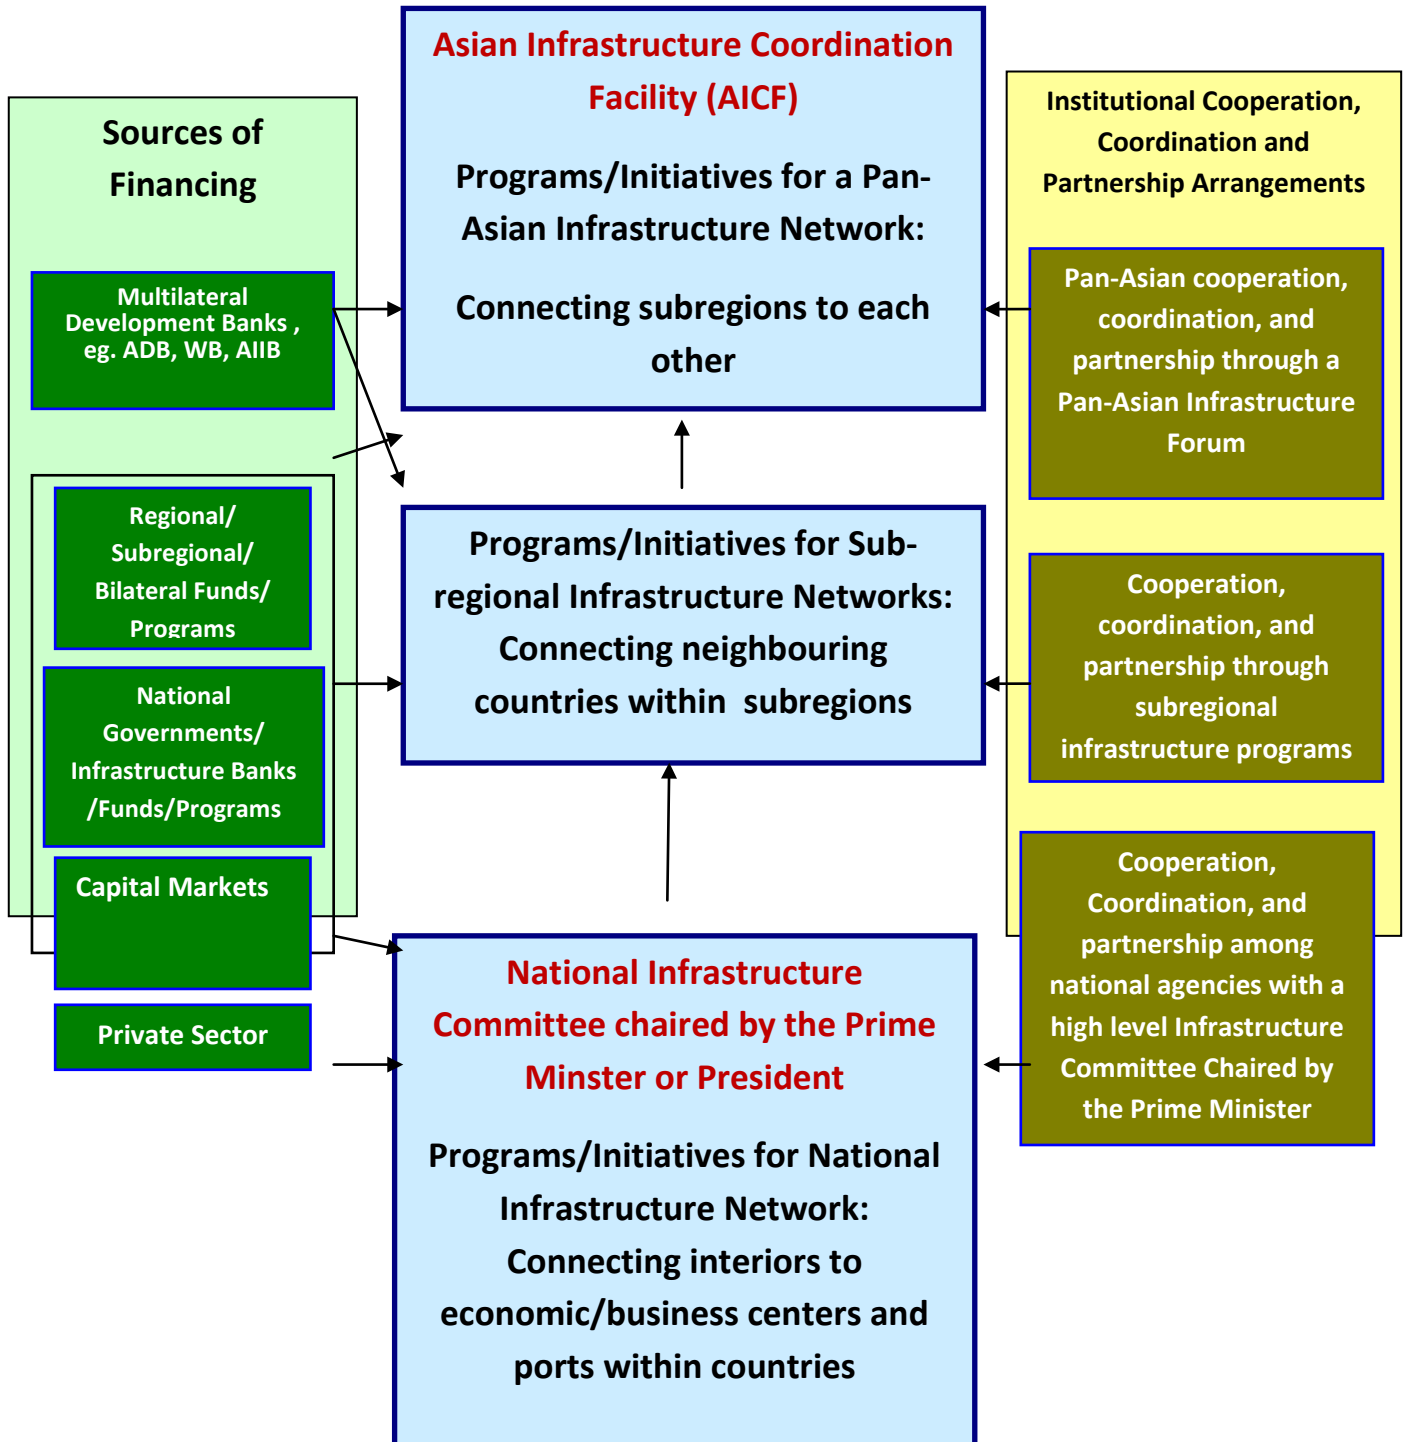 Sources of
Financing
Multilateral
Development Banks ,
eg. ADB, WB, AIIB
Regional/
Subregional/
Bilateral Funds/
Programs
National
Governments/
Infrastructure Banks
/Funds/Programs
Capital Markets
Private Sector
Asian Infrastructure Coordination
Facility (AICF)
Programs/Initiatives for a Pan-
Asian Infrastructure Network:
Connecting subregions to each
other
Programs/Initiatives for Sub-
regional Infrastructure Networks:
Connecting neighbouring
countries within subregions
National Infrastructure
Committee chaired by the Prime
Minster or President
Programs/Initiatives for National
Infrastructure Network:
Connecting interiors to
economic/business centers and
ports within countries
Institutional Cooperation,
Coordination and
Partnership Arrangements
Pan-Asian cooperation,
coordination, and
partnership through a
Pan-Asian Infrastructure
Forum
Cooperation,
coordination, and
partnership through
subregional
infrastructure programs
Cooperation,
Coordination, and
partnership among
national agencies with a
high level Infrastructure
Committee Chaired by
the Prime Minister